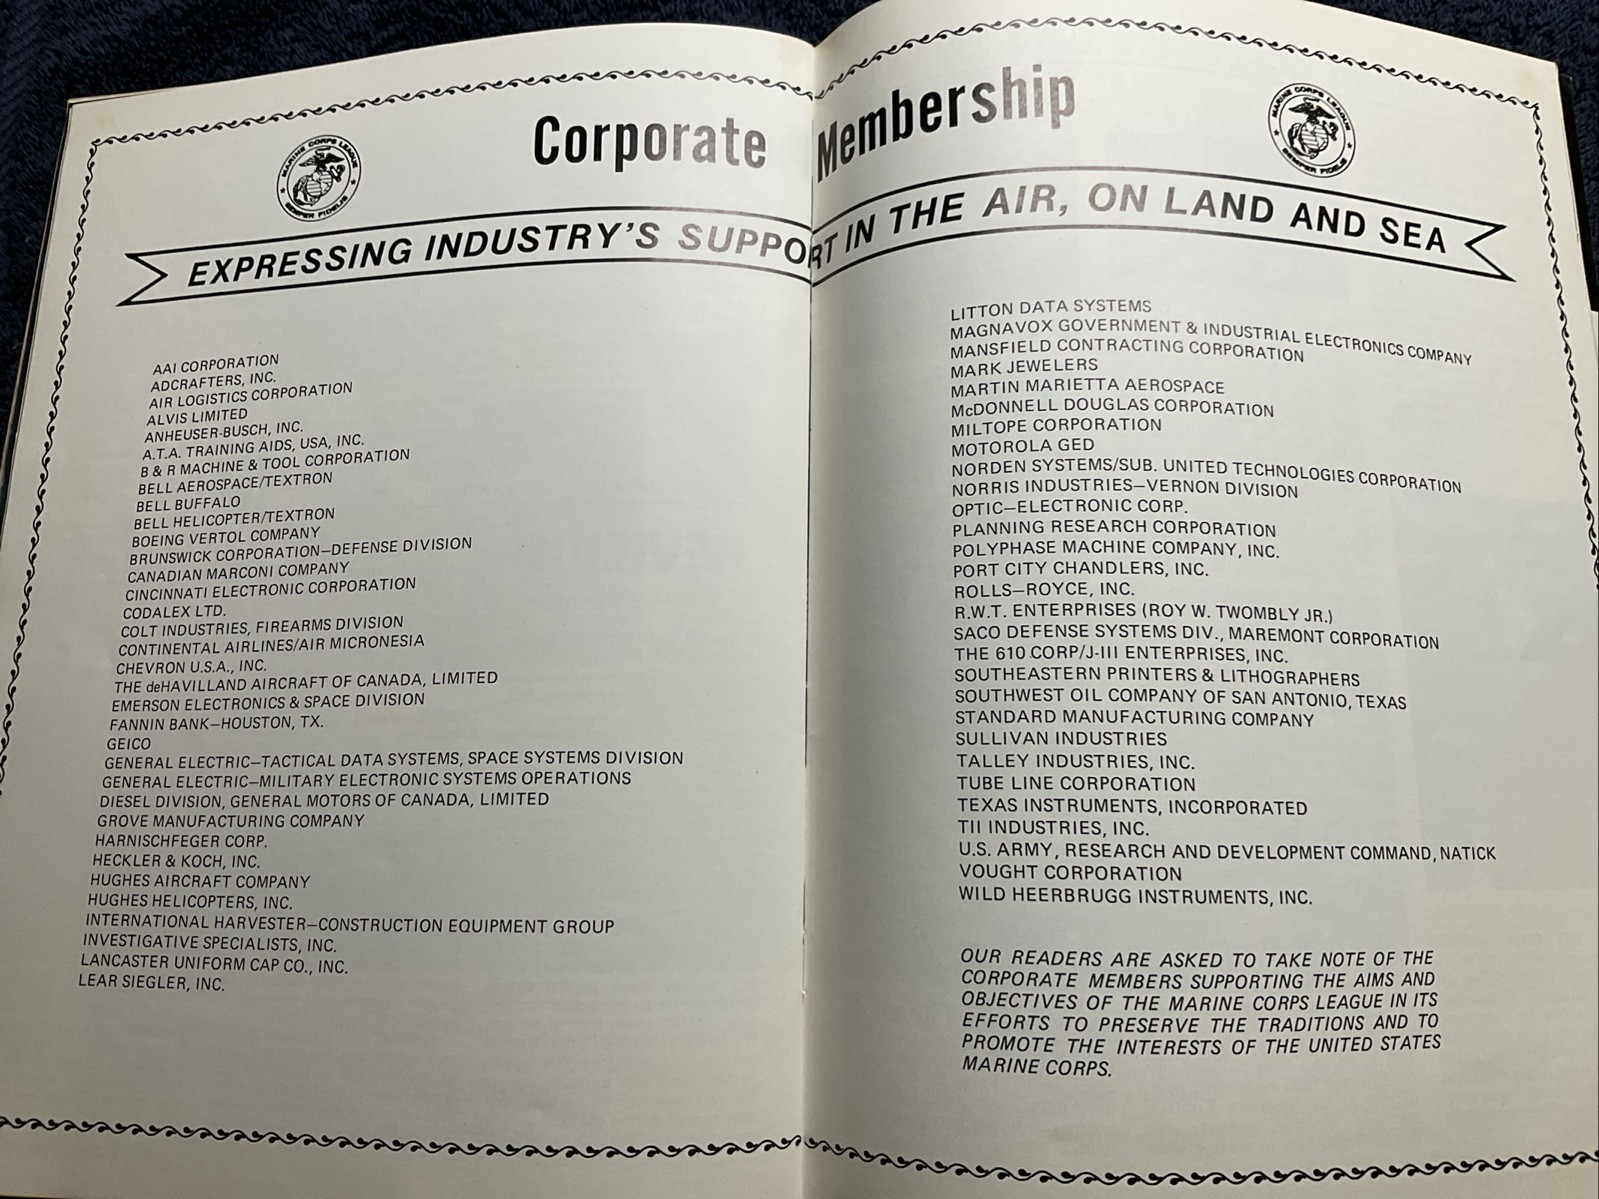 Corporate Membership
MARINE CORPS LEAGUE
SEMPER FIDELIS
MARINE CORPS LEAGUE
SEMPER FIDELIS
EXPRESSING INDUSTRY'S SUPPORT IN THE AIR, ON LAND AND SEA
AAI CORPORATION
ADCRAFTERS, INC.
AIR LOGISTICS CORPORATION
ALVIS LIMITED
ANHEUSER-BUSCH, INC.
A.T.A. TRAINING AIDS, USA, INC.
B & R MACHINE & TOOL CORPORATION
BELL AEROSPACE/TEXTRON
BELL BUFFALO
BELL HELICOPTER/TEXTRON
BOEING VERTOL COMPANY
BRUNSWICK CORPORATION—DEFENSE DIVISION
CANADIAN MARCONI COMPANY
CINCINNATI ELECTRONIC CORPORATION
CODALEX LTD.
COLT INDUSTRIES, FIREARMS DIVISION
CONTINENTAL AIRLINES/AIR MICRONESIA
CHEVRON U.S.A., INC.
THE deHAVILLAND AIRCRAFT OF CANADA, LIMITED
EMERSON ELECTRONICS & SPACE DIVISION
FANNIN BANK—HOUSTON, TX.
GEICO
GENERAL ELECTRIC—TACTICAL DATA SYSTEMS, SPACE SYSTEMS DIVISION
GENERAL ELECTRIC—MILITARY ELECTRONIC SYSTEMS OPERATIONS
DIESEL DIVISION, GENERAL MOTORS OF CANADA, LIMITED
GROVE MANUFACTURING COMPANY
HARNISCHFEGER CORP.
HECKLER & KOCH, INC.
HUGHES AIRCRAFT COMPANY
HUGHES HELICOPTERS, INC.
INTERNATIONAL HARVESTER—CONSTRUCTION EQUIPMENT GROUP
INVESTIGATIVE SPECIALISTS, INC.
LANCASTER UNIFORM CAP CO., INC.
LEAR SIEGLER, INC.
LITTON DATA SYSTEMS
MAGNAVOX GOVERNMENT & INDUSTRIAL ELECTRONICS COMPANY
MANSFIELD CONTRACTING CORPORATION
MARK JEWELERS
MARTIN MARIETTA AEROSPACE
McDONNELL DOUGLAS CORPORATION
MILTOPE CORPORATION
MOTOROLA GED
NORDEN SYSTEMS/SUB. UNITED TECHNOLOGIES CORPORATION
NORRIS INDUSTRIES—VERNON DIVISION
OPTIC—ELECTRONIC CORP.
PLANNING RESEARCH CORPORATION
POLYPHASE MACHINE COMPANY, INC.
PORT CITY CHANDLERS, INC.
ROLLS—ROYCE, INC.
R.W.T. ENTERPRISES (ROY W. TWOMBLY JR.)
SACO DEFENSE SYSTEMS DIV., MAREMONT CORPORATION
THE 610 CORP/J-III ENTERPRISES, INC.
SOUTHEASTERN PRINTERS & LITHOGRAPHERS
SOUTHWEST OIL COMPANY OF SAN ANTONIO, TEXAS
STANDARD MANUFACTURING COMPANY
SULLIVAN INDUSTRIES
TALLEY INDUSTRIES, INC.
TUBE LINE CORPORATION
TEXAS INSTRUMENTS, INCORPORATED
TII INDUSTRIES, INC.
U.S. ARMY, RESEARCH AND DEVELOPMENT COMMAND, NATICK
VOUGHT CORPORATION
WILD HEERBRUGG INSTRUMENTS, INC.
OUR READERS ARE ASKED TO TAKE NOTE OF THE
CORPORATE MEMBERS SUPPORTING THE AIMS AND
OBJECTIVES OF THE MARINE CORPS LEAGUE IN ITS
EFFORTS TO PRESERVE THE TRADITIONS AND TO
PROMOTE THE INTERESTS OF THE UNITED STATES
MARINE CORPS.